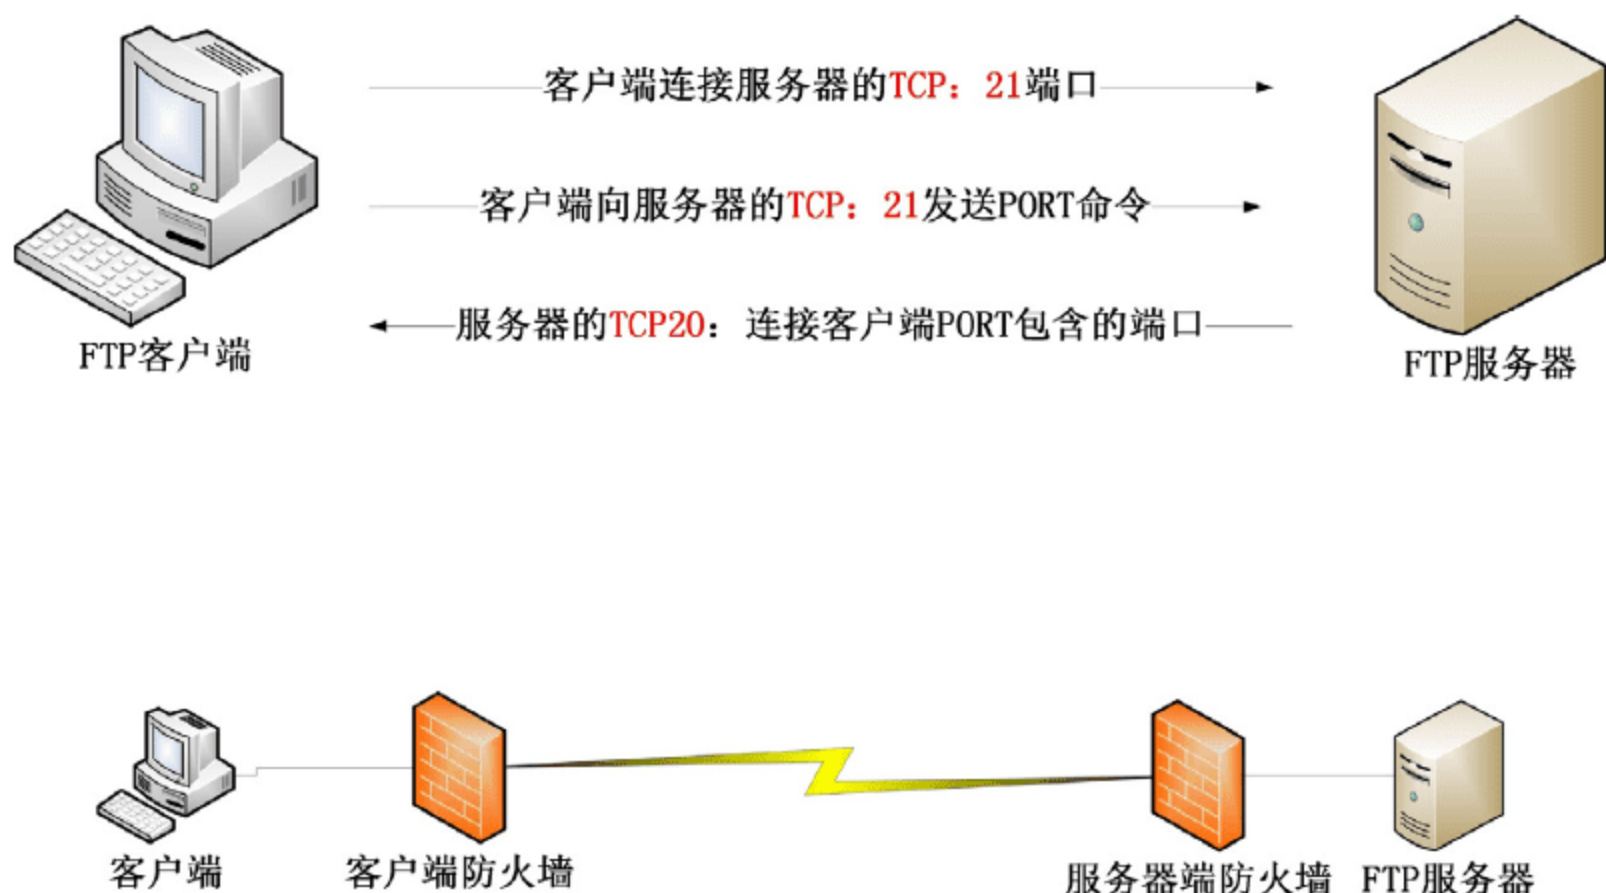 客户端连接服务器的TCP：21端口
客户端向服务器的TCP：21发送PORT命令
服务器的TCP20：连接客户端PORT包含的端口
FTP客户端
FTP服务器
客户端
客户端防火墙
服务器端防火墙
FTP服务器